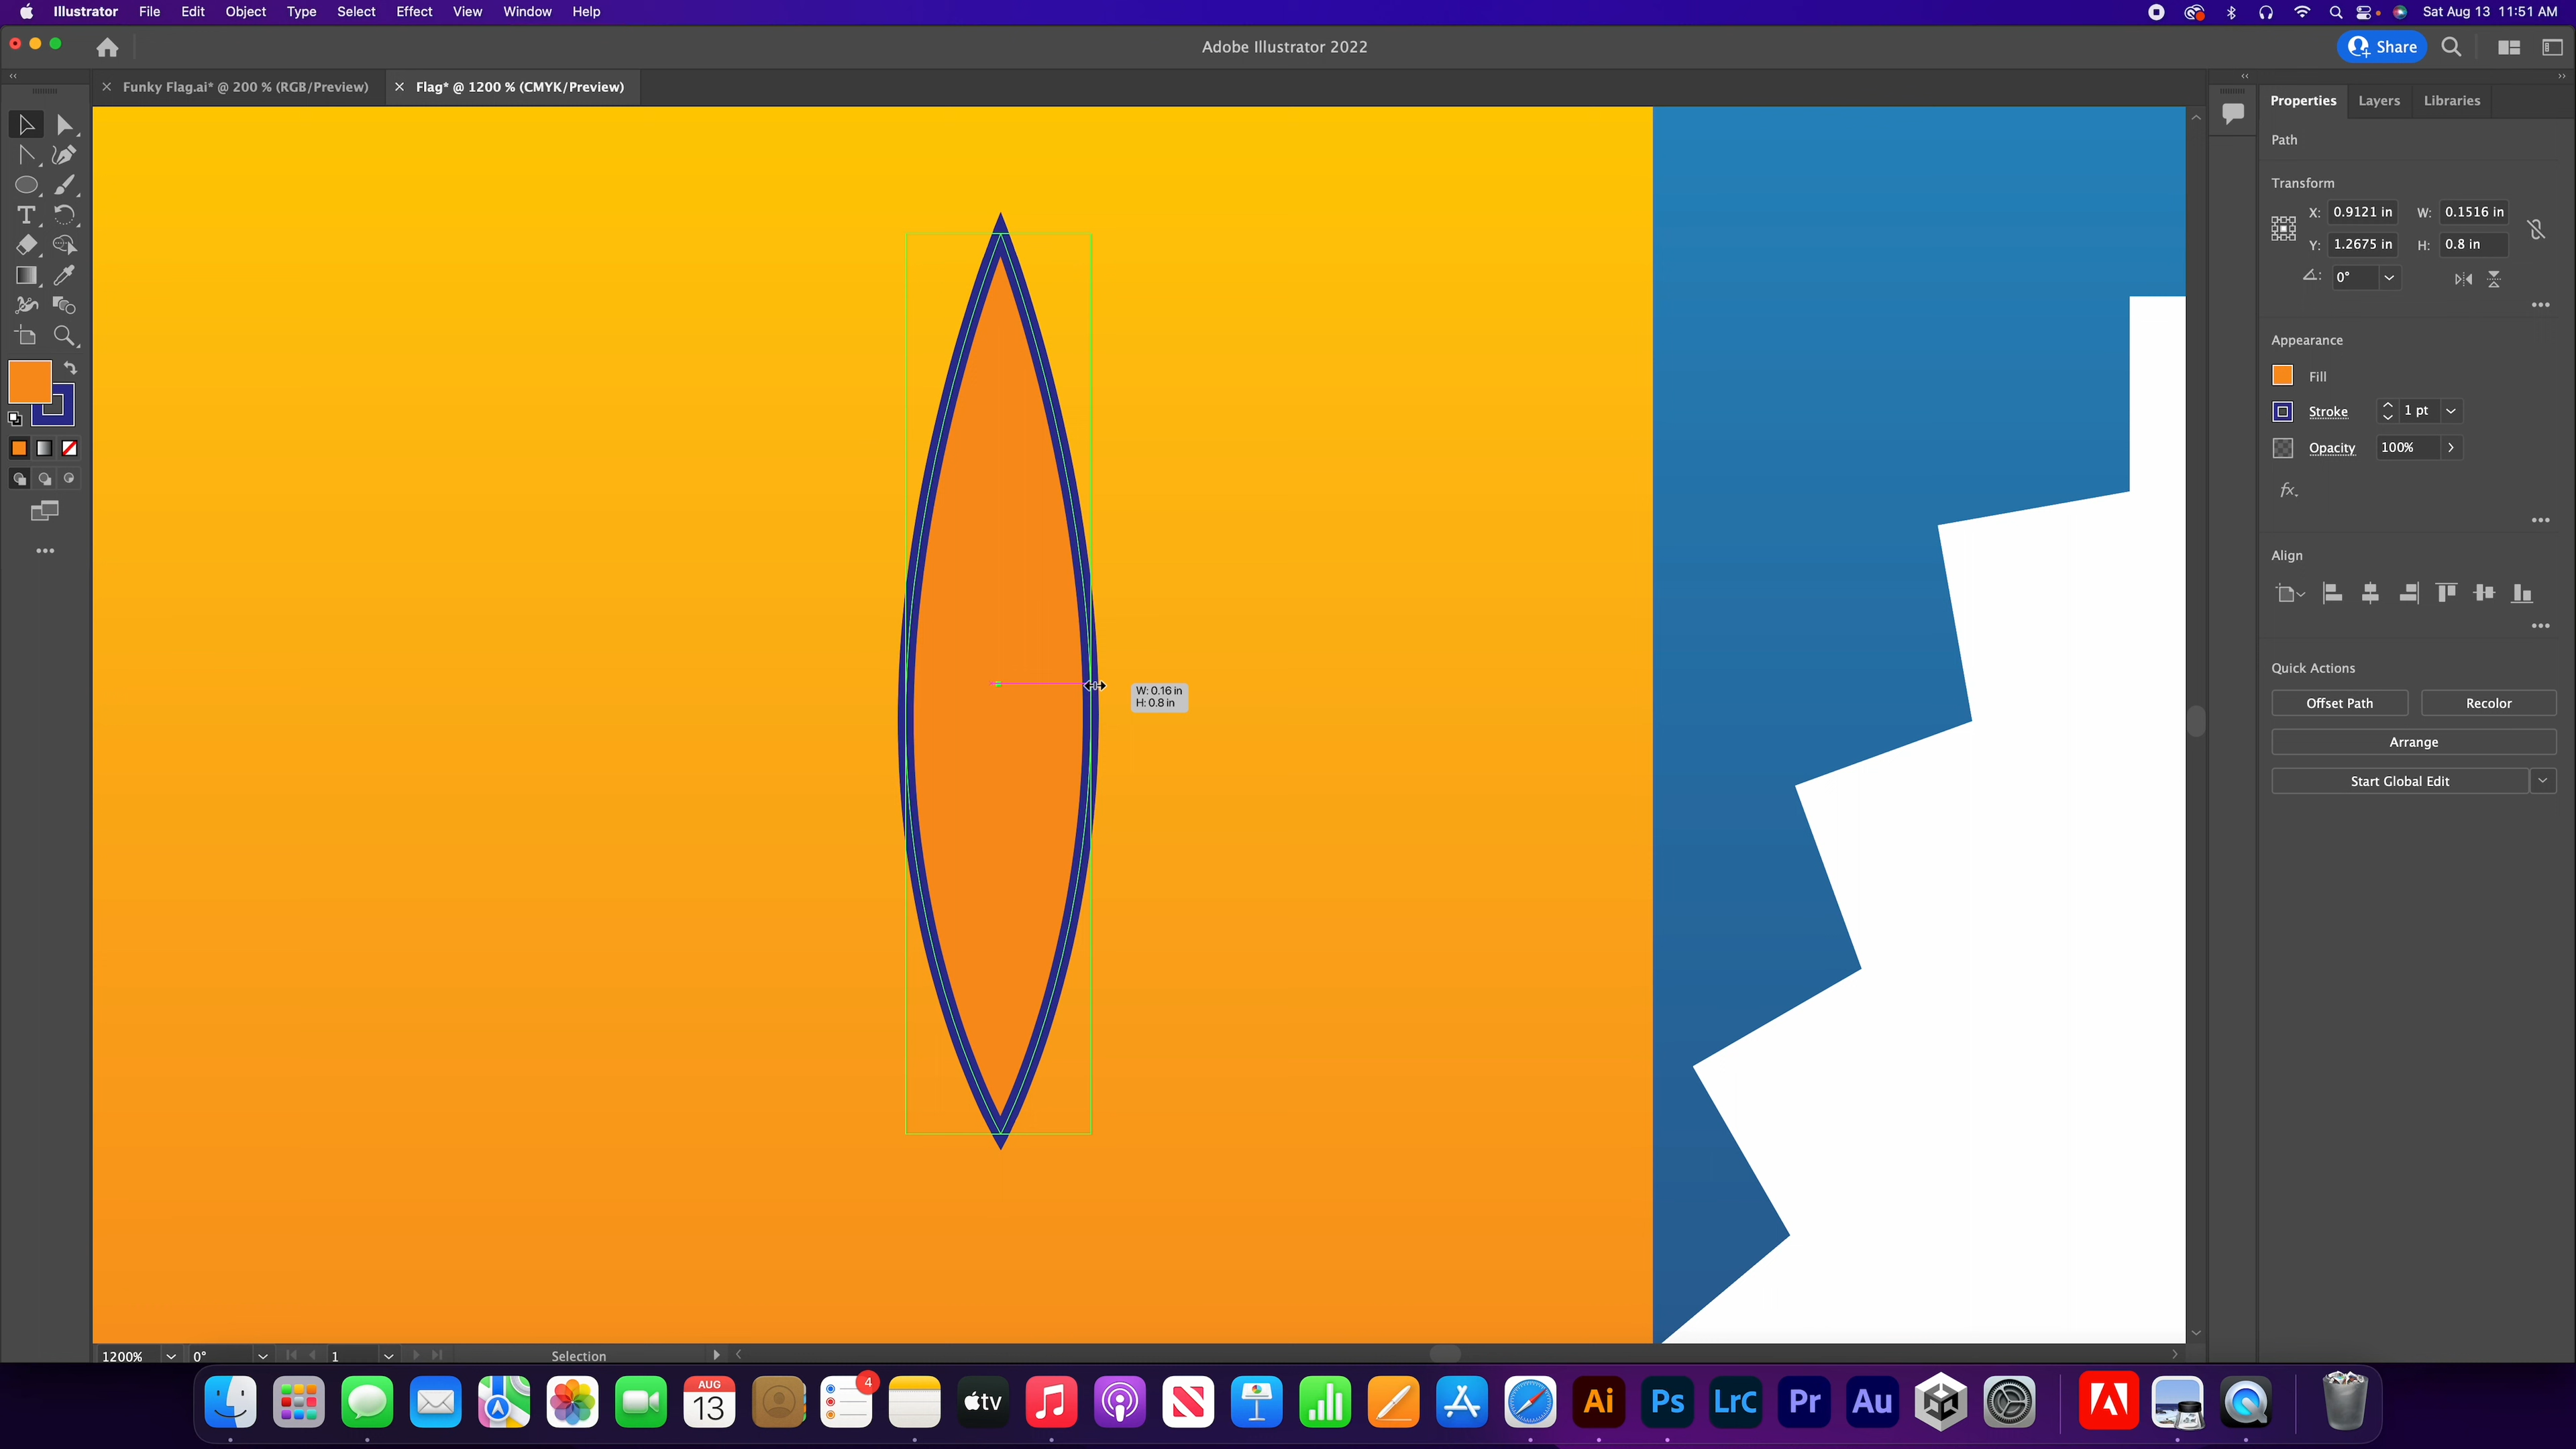 Illustrator File Edit Object Type Select Effect View Window Help Sat Aug 13 11:51 AM
Adobe Illustrator 2022 Share
Funky Flag.ai* @ 200 % (RGB/Preview) Flag* @ 1200 % (CMYK/Preview)
Properties Layers Libraries
Path
Transform
X: 0.9121 in W: 0.1516 in
Y: 1.2675 in H: 0.8 in
0°
Appearance
Fill
Stroke 1 pt
Opacity 100%
fx.
Align
Quick Actions
Offset Path Recolor
Arrange
Start Global Edit
W: 0.16 in
H: 0.8 in
1200% 0° 1 Selection
AUG
13
4
tv
Ai Ps LrC Pr Au